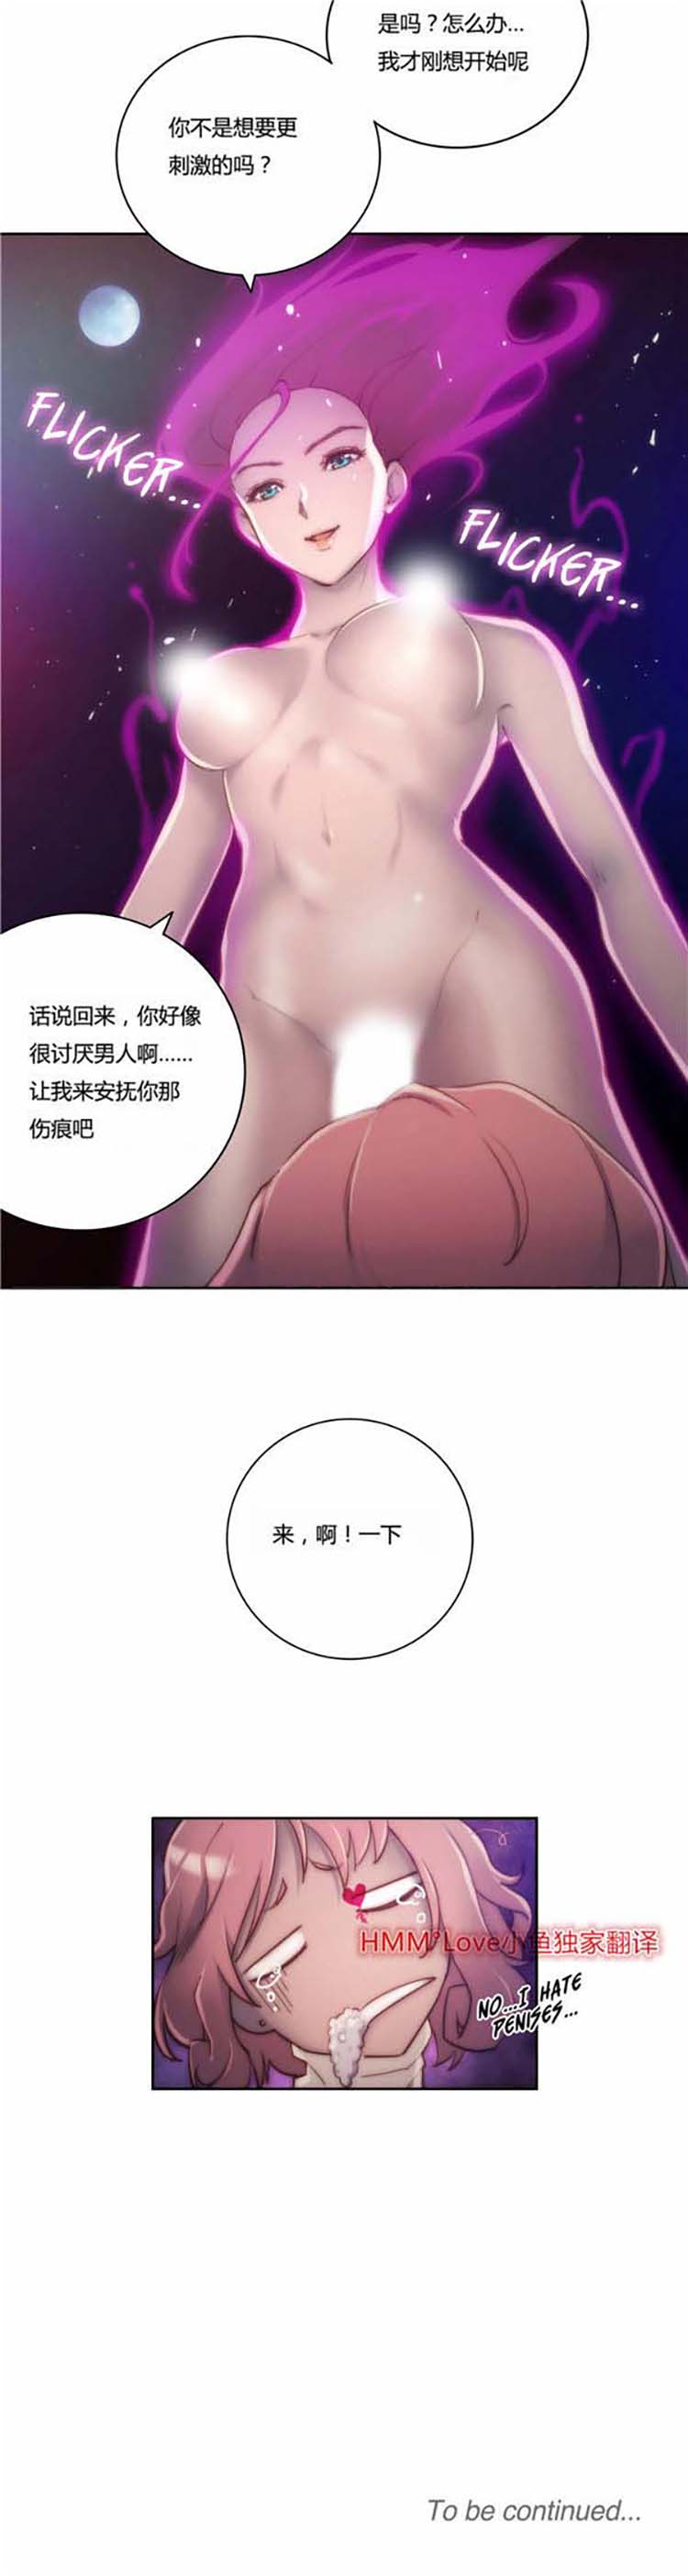 是吗？怎么办...
我才刚想开始呢
你不是想要更
刺激的吗？
FLICKER...
FLICKER...
话说回来，你好像
很讨厌男人啊......
让我来安抚你那
伤痕吧
来，啊！一下
HMM°Love小鱼独家翻译
NO...I HATE
PENISES...
To be continued...